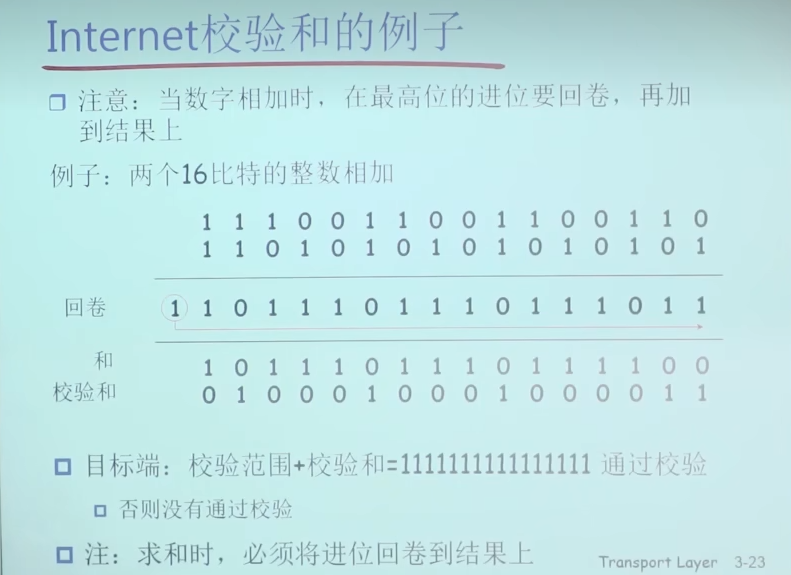 Internet校验和的例子
注意：当数字相加时，在最高位的进位要回卷，再加
到结果上
例子：两个16比特的整数相加
1 1 1 0 0 1 1 0 0 1 1 0 0 1 1 0
1 1 0 1 0 1 0 1 0 1 0 1 0 1 0 1
回卷 1 1 0 1 1 1 0 1 1 1 0 1 1 1 0 1 1
和 1 0 1 1 1 0 1 1 1 0 1 1 1 1 0 0
校验和 0 1 0 0 0 1 0 0 0 1 0 0 0 0 1 1
目标端：校验范围+校验和=1111111111111111 通过校验
否则没有通过校验
注：求和时，必须将进位回卷到结果上
Transport Layer 3-23